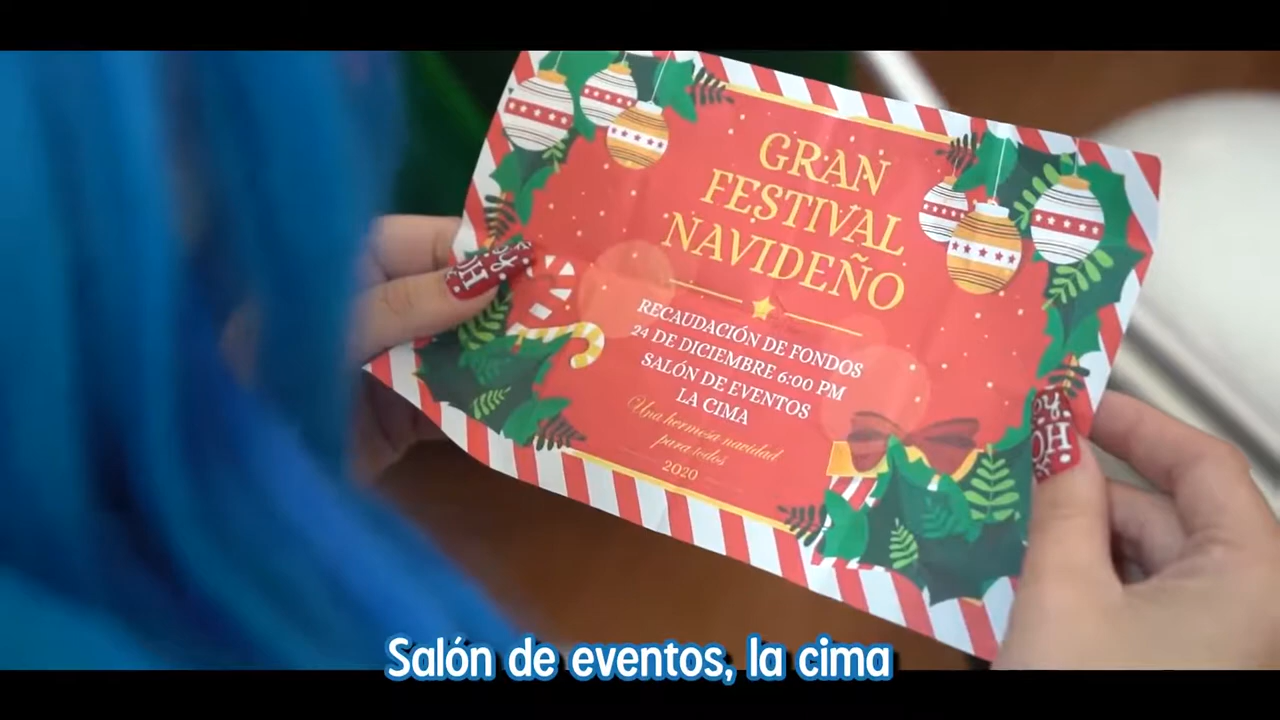 GRAN
FESTIVAL
NAVIDEÑO
RECAUDACIÓN DE FONDOS
24 DE DICIEMBRE 6:00 PM
SALÓN DE EVENTOS
LA CIMA
Una hermosa navidad
para todos
2020
Salón de eventos, la cima